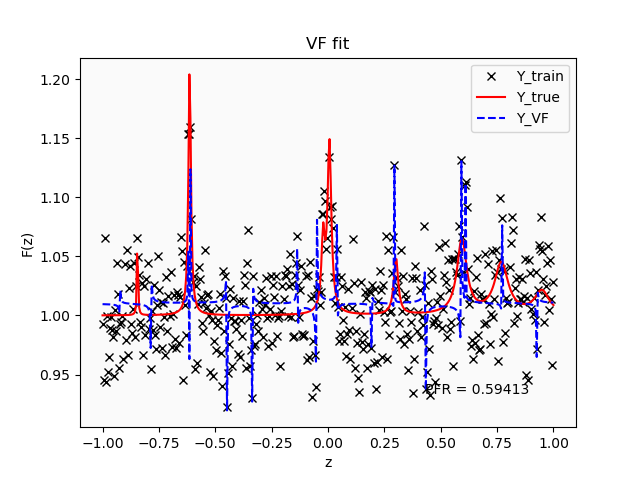 VF fit
Y_train
Y_true
Y_VF
1.20
1.15
1.10
1.05
1.00
0.95
F(z)
FR = 0.59413
−1.00 −0.75 −0.50 −0.25 0.00 0.25 0.50 0.75 1.00
z